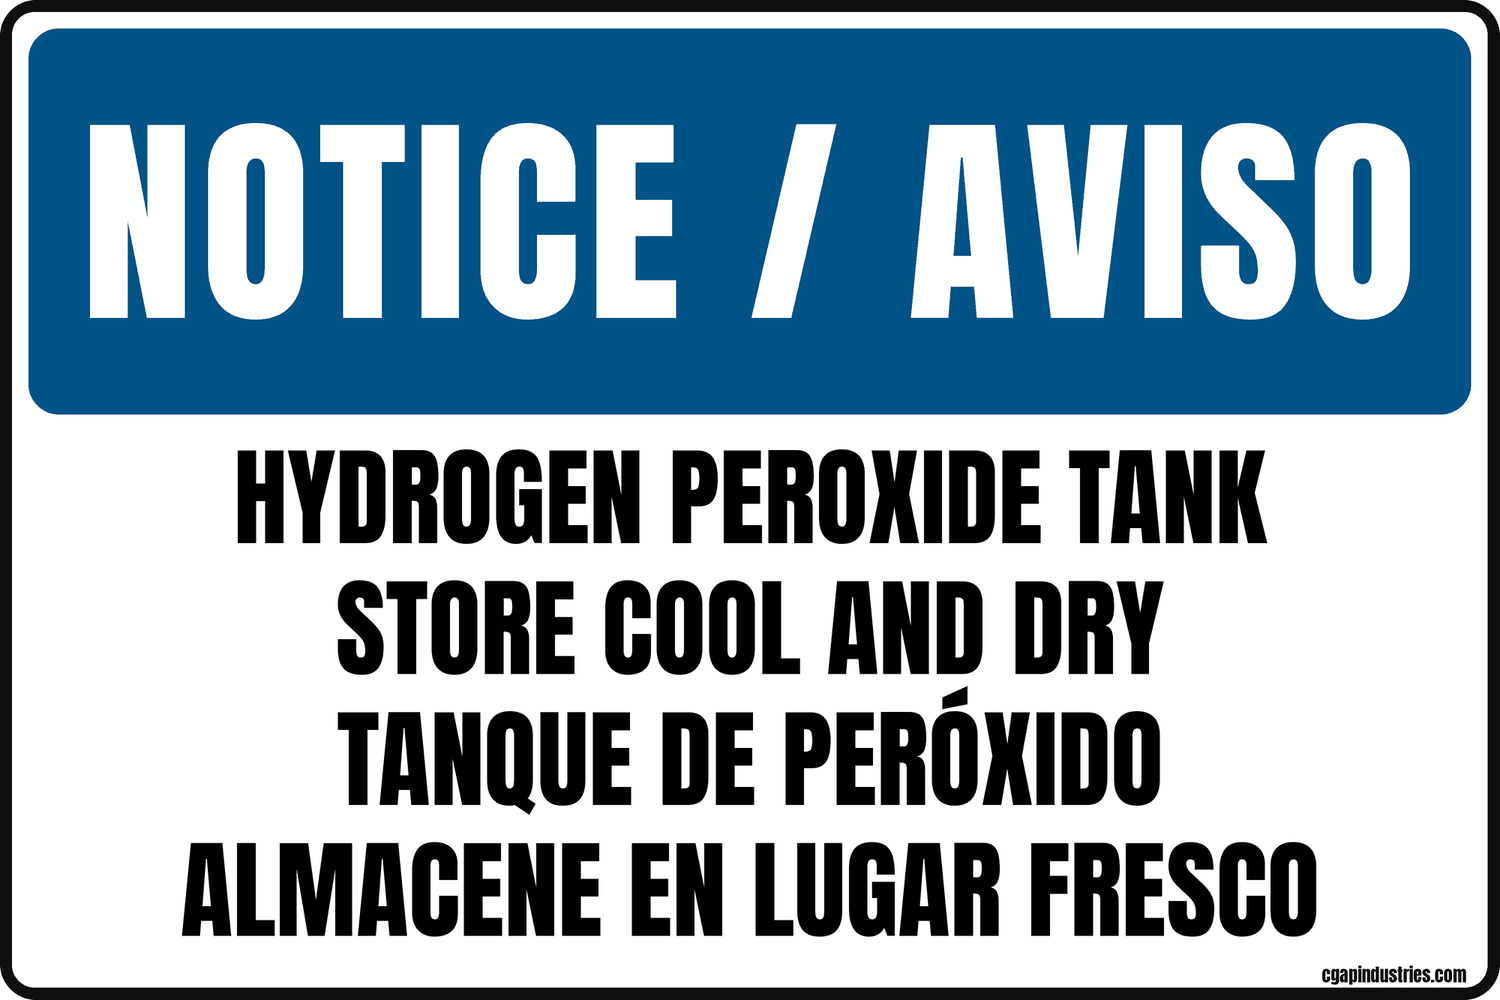 NOTICE / AVISO
HYDROGEN PEROXIDE TANK
STORE COOL AND DRY
TANQUE DE PERÓXIDO
ALMACENE EN LUGAR FRESCO
cgapindustries.com